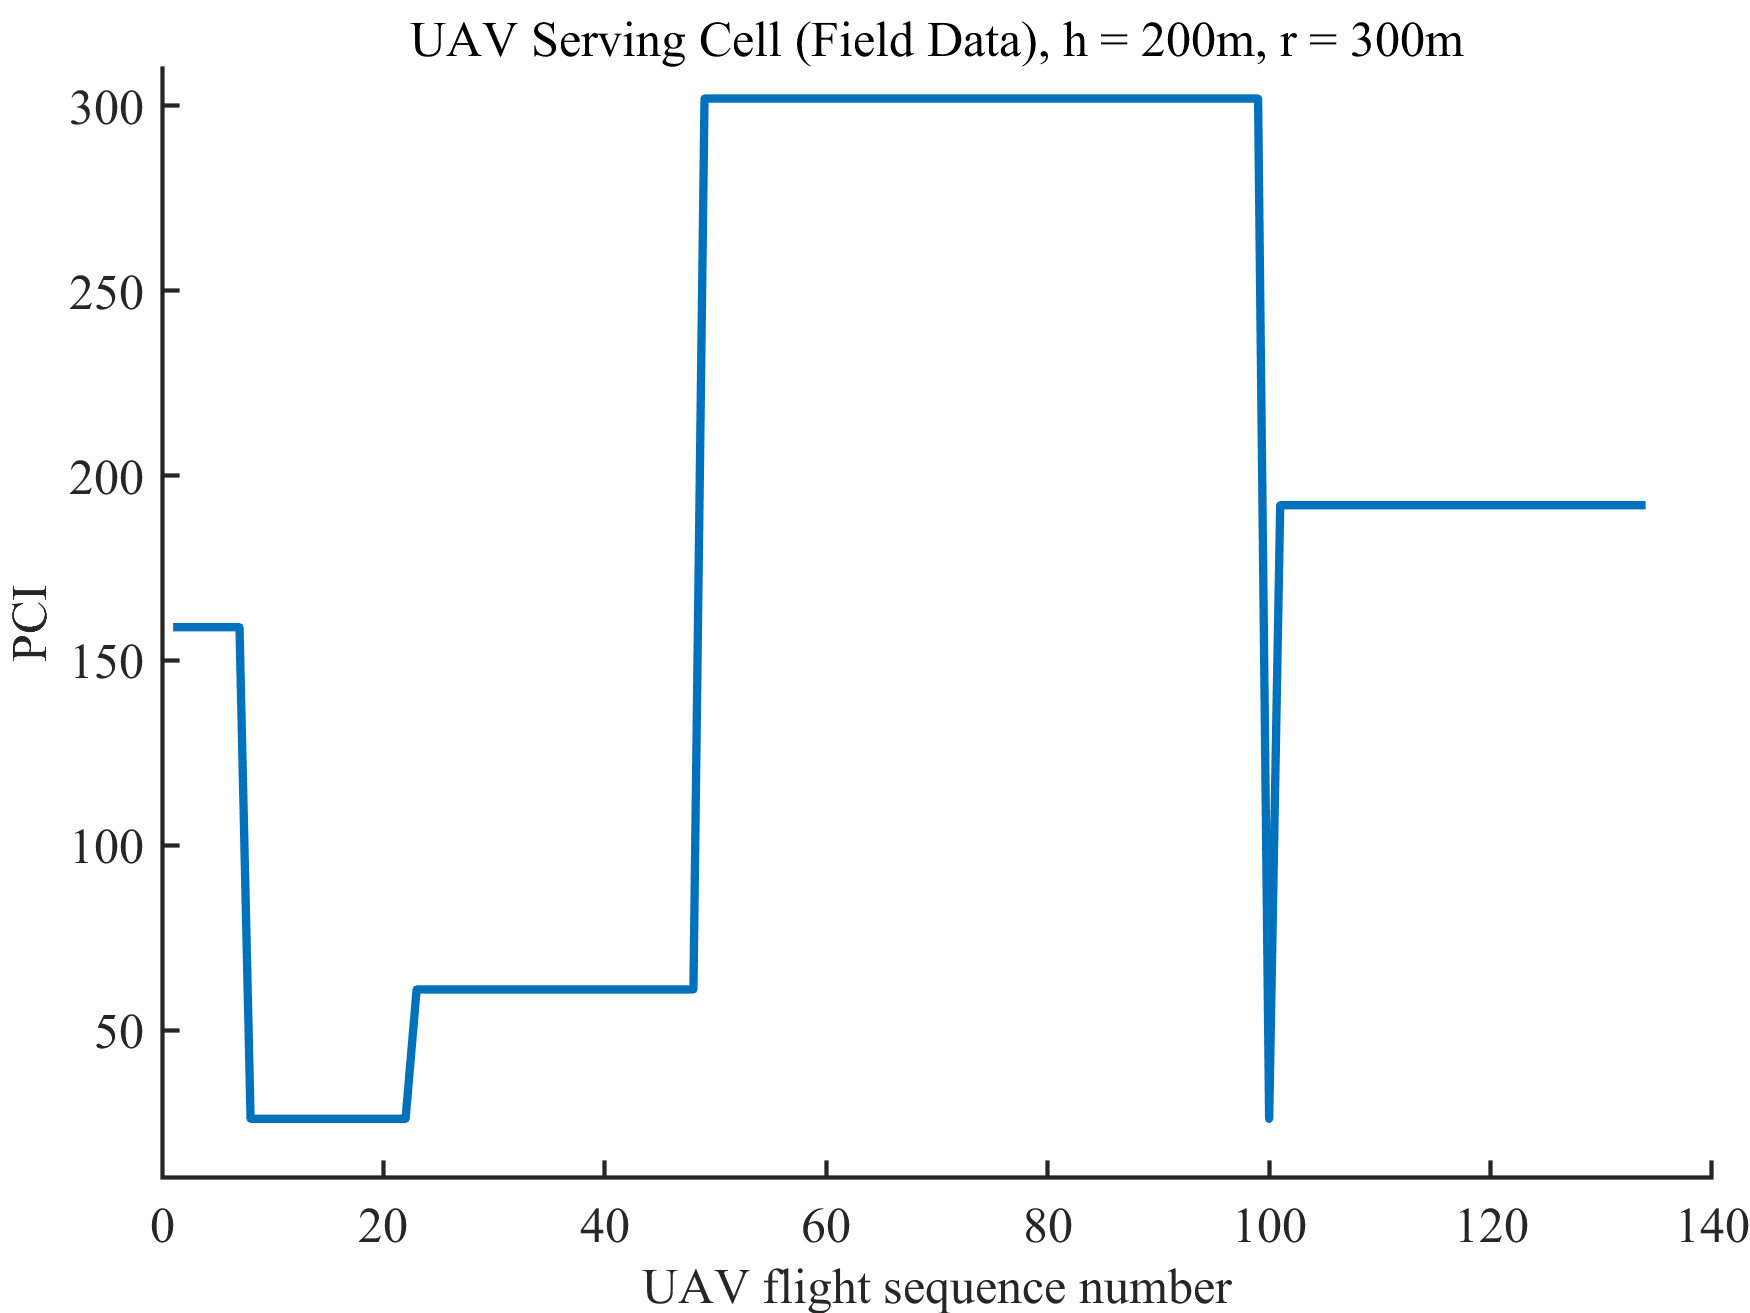 UAV Serving Cell (Field Data), h = 200m, r = 300m
300
250
200
150
100
50
PCI
0 20 40 60 80 100 120 140
UAV flight sequence number